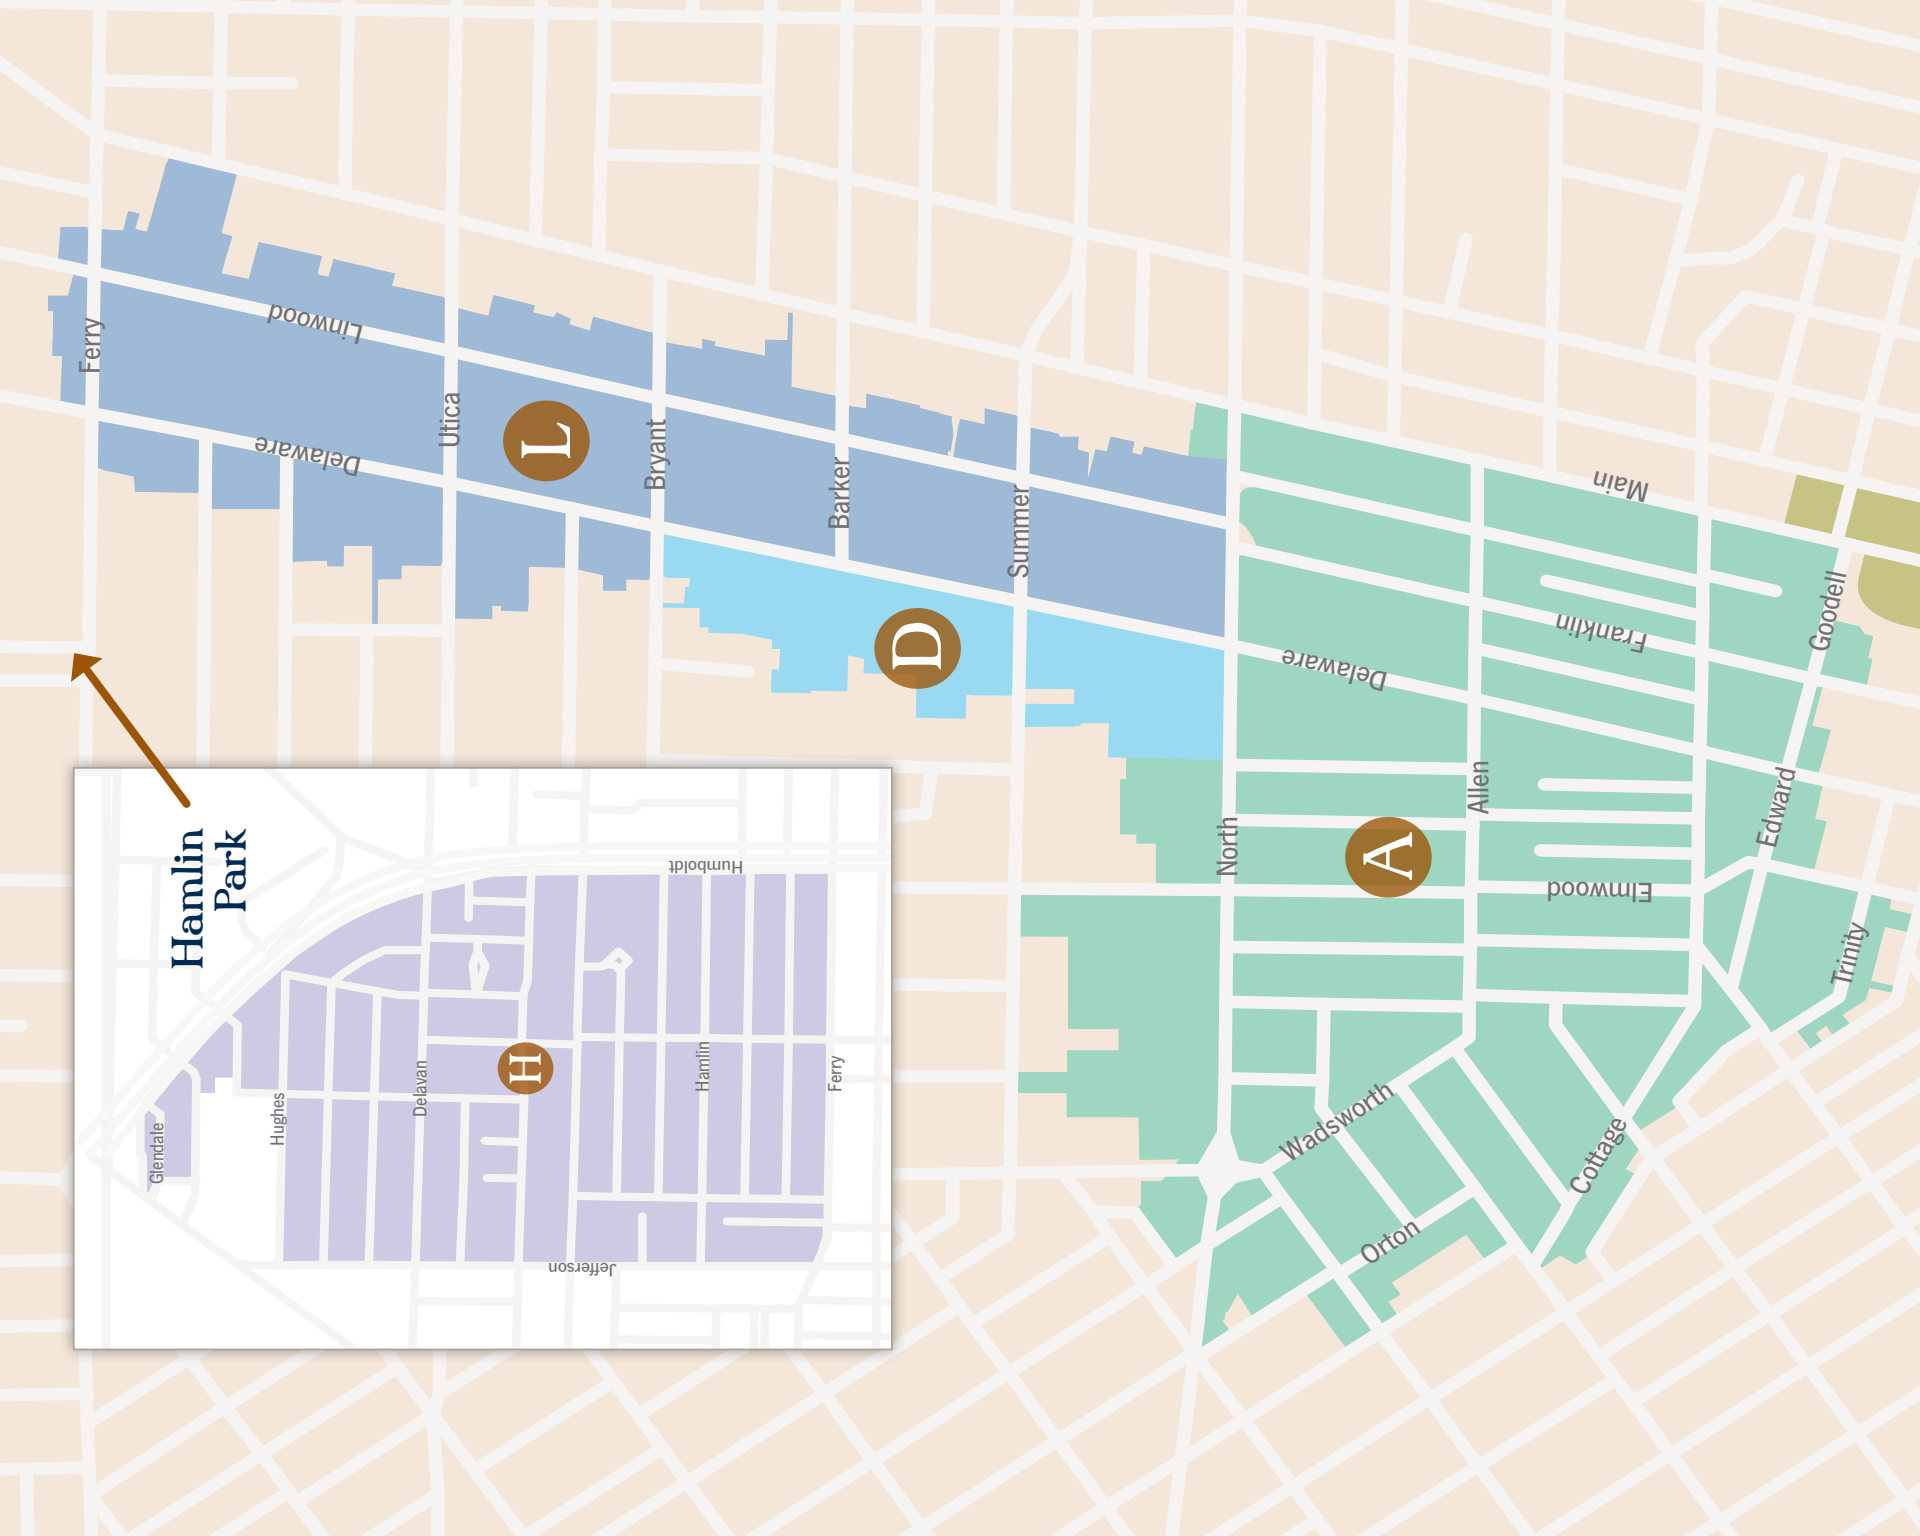 Ferry
Linwood
Delaware
Utica
L
Bryant
Barker
Summer
D
Main
Franklin
Goodell
Delaware
Allen
North
A
Elmwood
Edward
Trinity
Wadsworth
Cottage
Orton
Hamlin
Park
Humboldt
H
Delavan
Hamlin
Ferry
Hughes
Glendale
Jefferson